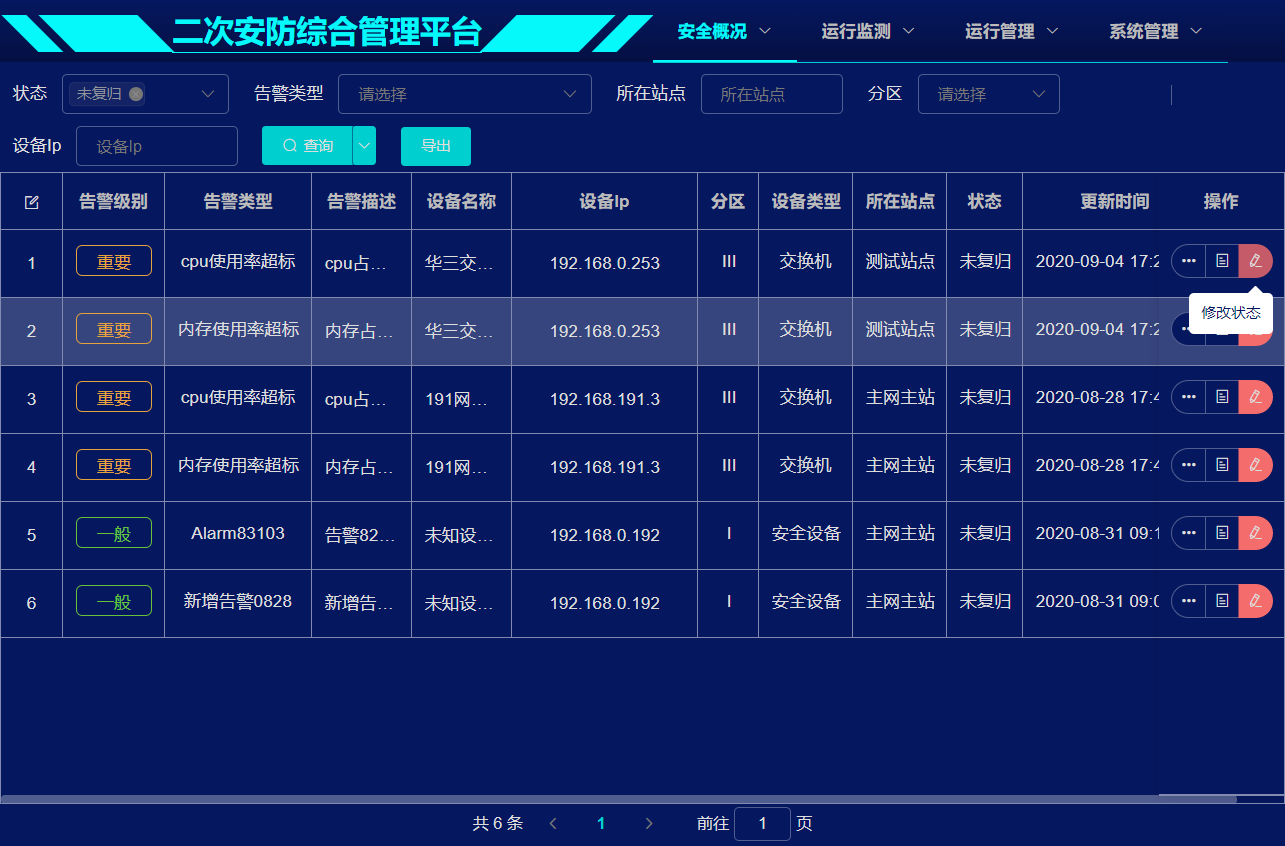 二次安防综合管理平台 安全概况 运行监测 运行管理 系统管理
状态 未复归 告警类型 请选择 所在站点 所在站点 分区 请选择
设备Ip 设备Ip 查询 导出
告警级别 告警类型 告警描述 设备名称 设备Ip 分区 设备类型 所在站点 状态 更新时间 操作
1 重要 cpu使用率超标 cpu占... 华三交... 192.168.0.253 III 交换机 测试站点 未复归 2020-09-04 17:2
修改状态
2 重要 内存使用率超标 内存占... 华三交... 192.168.0.253 III 交换机 测试站点 未复归 2020-09-04 17:2
3 重要 cpu使用率超标 cpu占... 191网... 192.168.191.3 III 交换机 主网主站 未复归 2020-08-28 17:4
4 重要 内存使用率超标 内存占... 191网... 192.168.191.3 III 交换机 主网主站 未复归 2020-08-28 17:4
5 一般 Alarm83103 告警82... 未知设... 192.168.0.192 I 安全设备 主网主站 未复归 2020-08-31 09:1
6 一般 新增告警0828 新增告... 未知设... 192.168.0.192 I 安全设备 主网主站 未复归 2020-08-31 09:0
共 6 条 1 前往 1 页